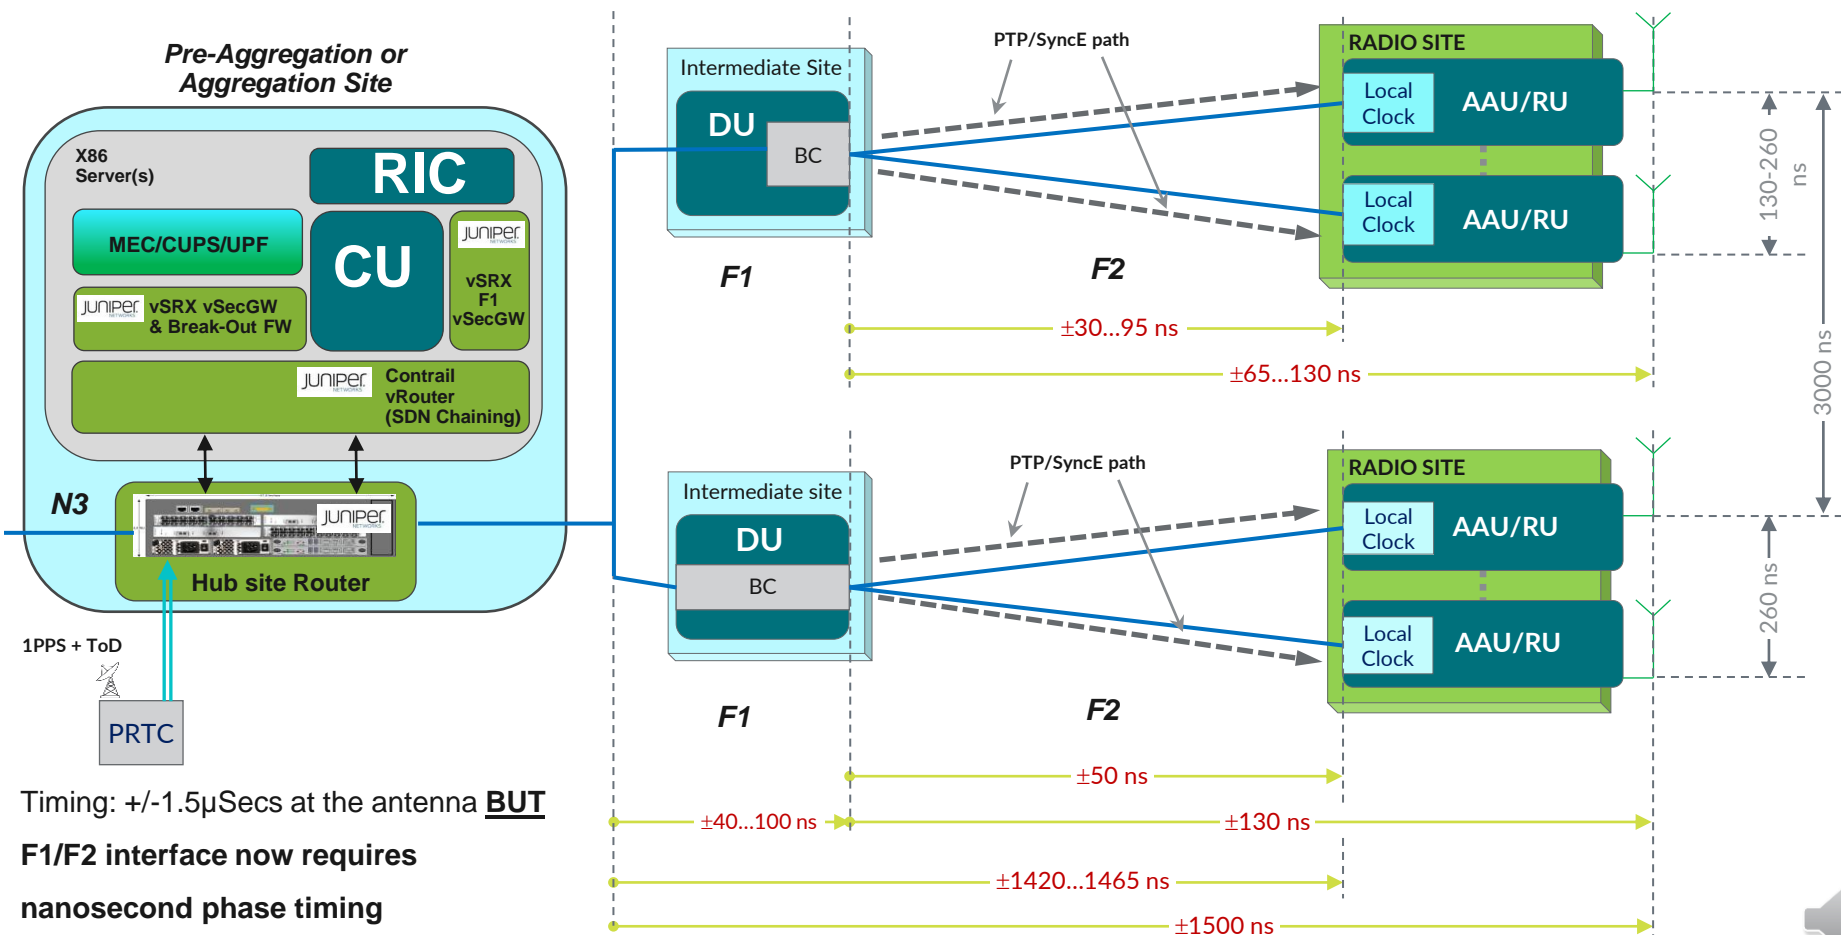 Pre-Aggregation or
Aggregation Site
X86
Server(s)
RIC
MEC/CUPS/UPF
CU
JUNIPER
NETWORKS
vSRX
F1
vSecGW
JUNIPER
NETWORKS
vSRX vSecGW
& Break-Out FW
JUNIPER
NETWORKS
Contrail
vRouter
(SDN Chaining)
N3
JUNIPER
NETWORKS
Hub site Router
1PPS + ToD
PRTC
Timing: +/-1.5µSecs at the antenna BUT
F1/F2 interface now requires
nanosecond phase timing
Intermediate Site
DU
BC
F1
PTP/SyncE path
F2
RADIO SITE
Local
Clock
AAU/RU
Local
Clock
AAU/RU
130-260
ns
3000 ns
±30...95 ns
±65...130 ns
Intermediate site
DU
BC
F1
PTP/SyncE path
F2
RADIO SITE
Local
Clock
AAU/RU
Local
Clock
AAU/RU
260 ns
±50 ns
±40...100 ns
±130 ns
±1420...1465 ns
±1500 ns